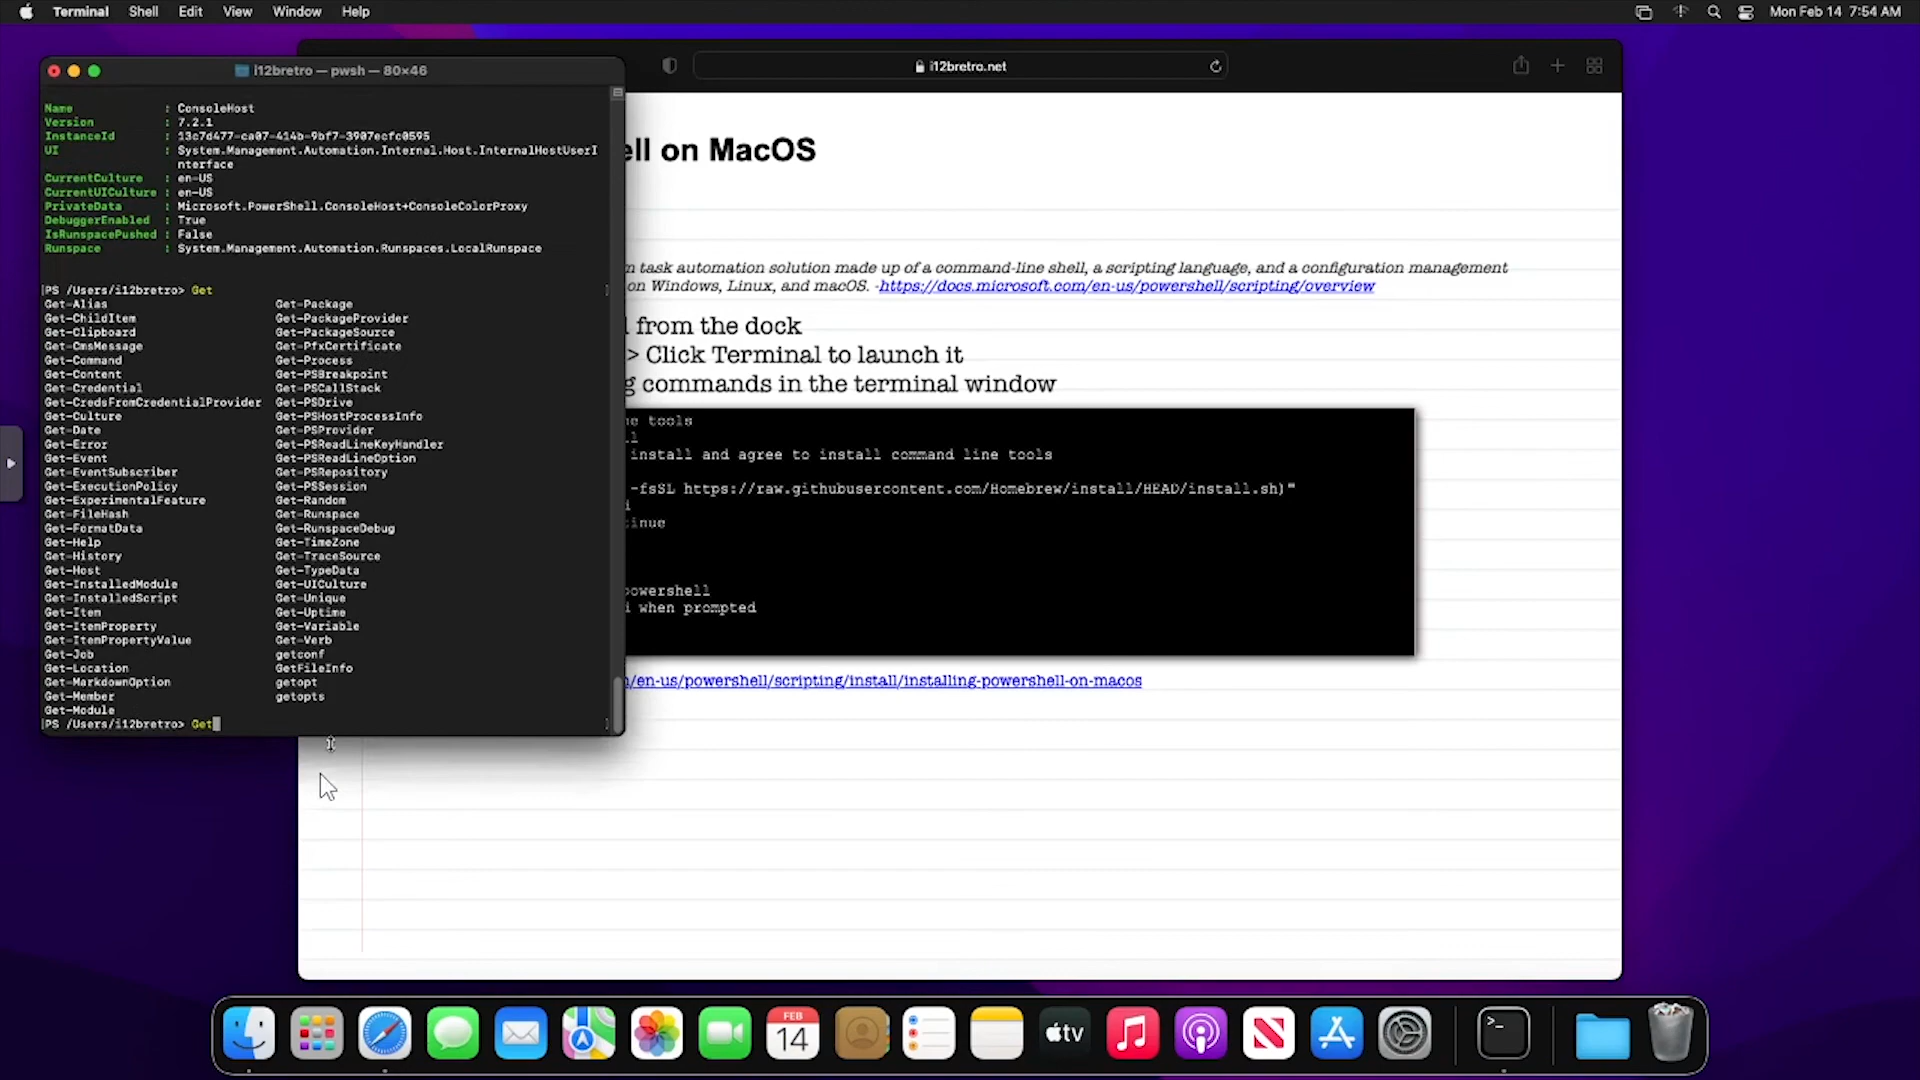 Terminal Shell Edit View Window Help
Mon Feb 14 7:54 AM
i12bretro — pwsh — 80×46
Name : ConsoleHost
Version : 7.2.1
InstanceId : 13c7d477-ca07-414b-9bf7-3907ecfc0595
UI : System.Management.Automation.Internal.Host.InternalHostUserI
nterface
CurrentCulture : en-US
CurrentUICulture : en-US
PrivateData : Microsoft.PowerShell.ConsoleHost+ConsoleColorProxy
DebuggerEnabled : True
IsRunspacePushed : False
Runspace : System.Management.Automation.Runspaces.LocalRunspace
[PS /Users/i12bretro> Get ]
Get-Alias Get-Package
Get-ChildItem Get-PackageProvider
Get-Clipboard Get-PackageSource
Get-CmsMessage Get-PfxCertificate
Get-Command Get-Process
Get-Content Get-PSBreakpoint
Get-Credential Get-PSCallStack
Get-CredsFromCredentialProvider Get-PSDrive
Get-Culture Get-PSHostProcessInfo
Get-Date Get-PSProvider
Get-Error Get-PSReadLineKeyHandler
Get-Event Get-PSReadLineOption
Get-EventSubscriber Get-PSRepository
Get-ExecutionPolicy Get-PSSession
Get-ExperimentalFeature Get-Random
Get-FileHash Get-Runspace
Get-FormatData Get-RunspaceDebug
Get-Help Get-TimeZone
Get-History Get-TraceSource
Get-Host Get-TypeData
Get-InstalledModule Get-UICulture
Get-InstalledScript Get-Unique
Get-Item Get-Uptime
Get-ItemProperty Get-Variable
Get-ItemPropertyValue Get-Verb
Get-Job getconf
Get-Location GetFileInfo
Get-MarkdownOption getopt
Get-Member getopts
Get-Module
[PS /Users/i12bretro> Get ]
i12bretro.net
ell on MacOS
n task automation solution made up of a command-line shell, a scripting language, and a configuration management
on Windows, Linux, and macOS. -https://docs.microsoft.com/en-us/powershell/scripting/overview
l from the dock
> Click Terminal to launch it
g commands in the terminal window
ne tools
ll
install and agree to install command line tools
-fsSL https://raw.githubusercontent.com/Homebrew/install/HEAD/install.sh)"
i
tinue
powershell
d when prompted
/en-us/powershell/scripting/install/installing-powershell-on-macos
FEB
14
tv
>_